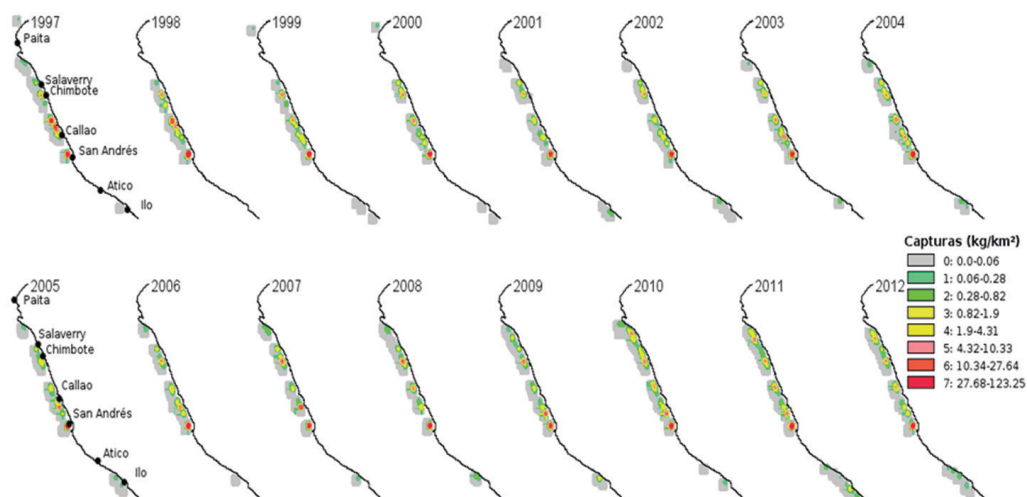 1997 1998 1999 2000 2001 2002 2003 2004
Paita
Salaverry
Chimbote
Callao
San Andrés
Atico
Ilo
Capturas (kg/km²)
0: 0.0-0.06
1: 0.06-0.28
2: 0.28-0.82
3: 0.82-1.9
4: 1.9-4.31
5: 4.32-10.33
6: 10.34-27.64
7: 27.68-123.25
2005 2006 2007 2008 2009 2010 2011 2012
Paita
Salaverry
Chimbote
Callao
San Andrés
Atico
Ilo